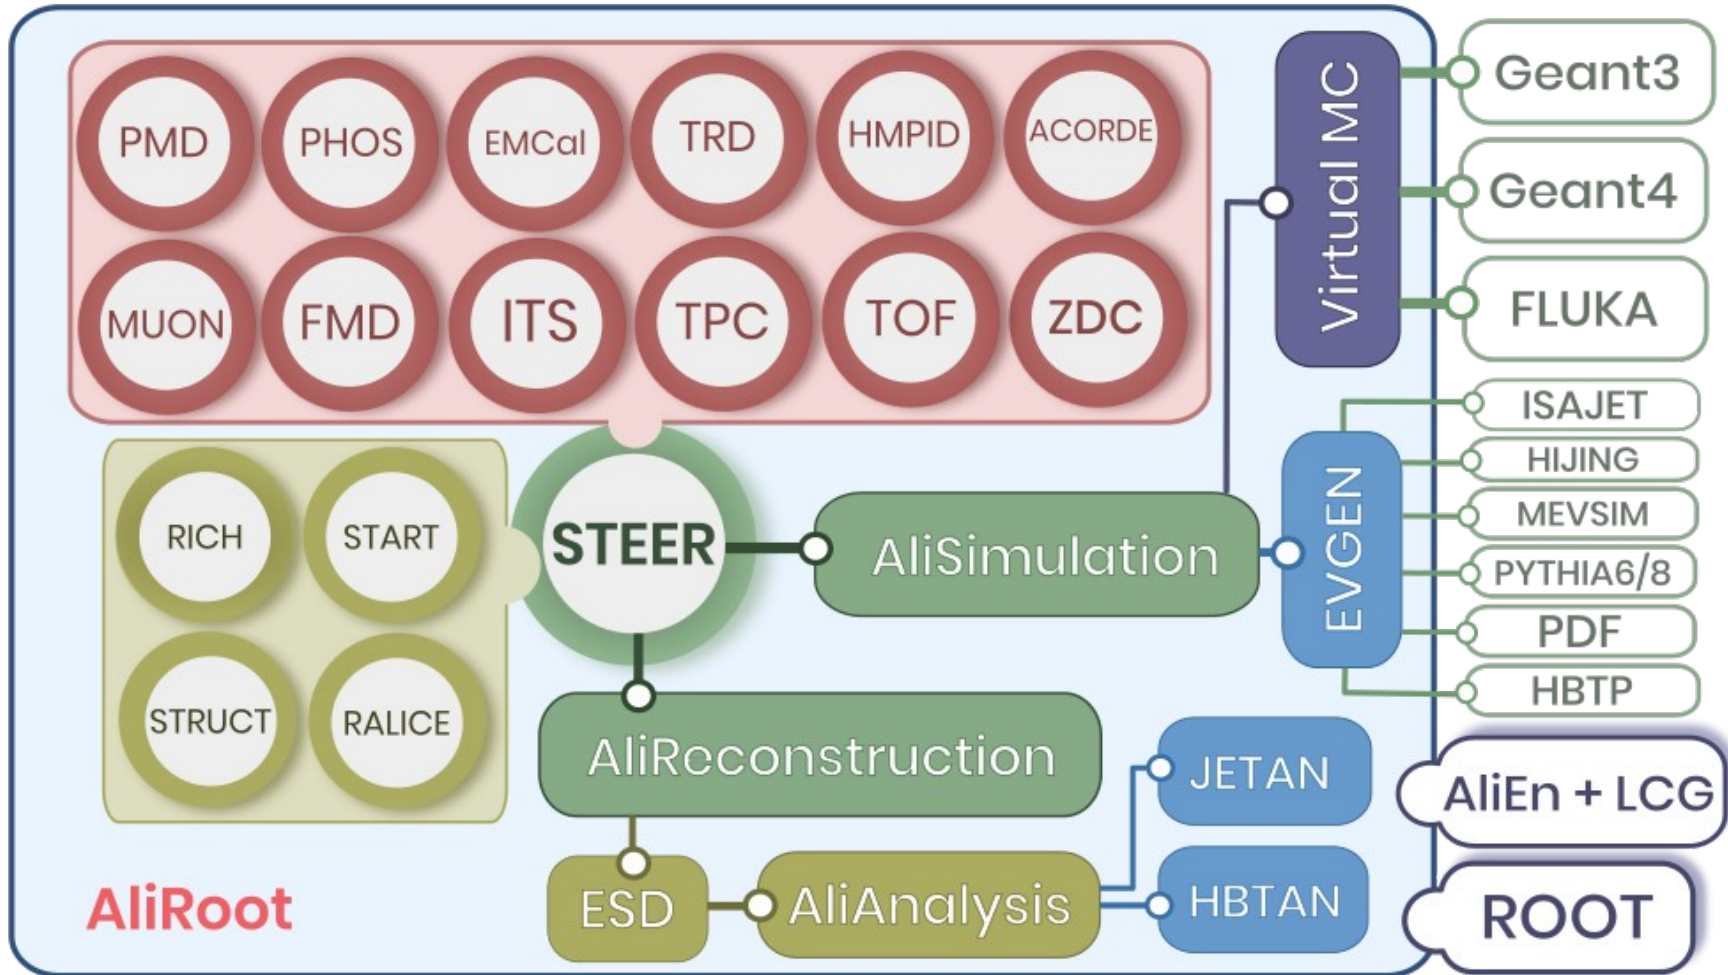 PMD
PHOS
EMCal
TRD
HMPID
ACORDE
MUON
FMD
ITS
TPC
TOF
ZDC
RICH
START
STRUCT
RALICE
STEER
AliSimulation
AliReconstruction
ESD
AliAnalysis
JETAN
HBTAN
Virtual MC
EVGEN
Geant3
Geant4
FLUKA
ISAJET
HIJING
MEVSIM
PYTHIA6/8
PDF
HBTP
AliEn + LCG
ROOT
AliRoot